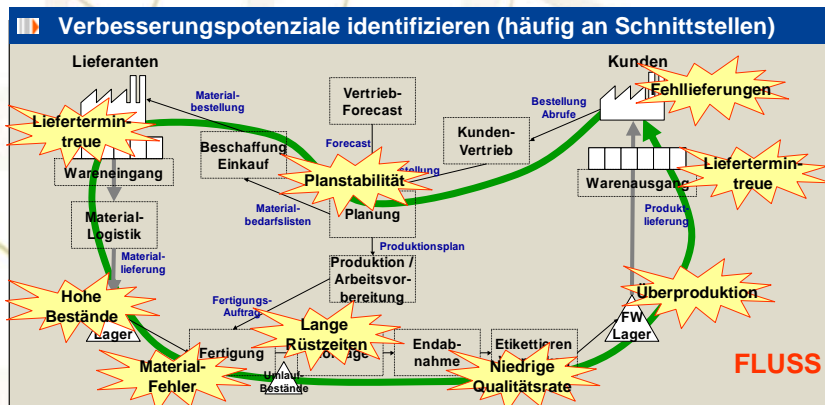 Verbesserungspotenziale identifizieren (häufig an Schnittstellen)
Lieferanten
Kunden
Material-
bestellung
Vertrieb-
Forecast
Fehllieferungen
Bestellung
Abrufe
Liefertermin-
treue
Beschaffung
Einkauf
Forecast
Kunden-
Vertrieb
Wareneingang
Planstabilität
Warenausgang
Liefertermin-
treue
Material-
bedarfslisten
Planung
Produkt-
lieferung
Material-
Logistik
Produktionsplan
Material-
lieferung
Produktion /
Arbeitsvor-
bereitung
Hohe
Bestände
Lager
Fertigungs-
Auftrag
Überproduktion
Lange
Rüstzeiten
FW
Lager
Fertigung
Endab-
nahme
Etikettieren
Material-
Fehler
Umlauf-
Bestände
Niedrige
Qualitätsrate
FLUSS